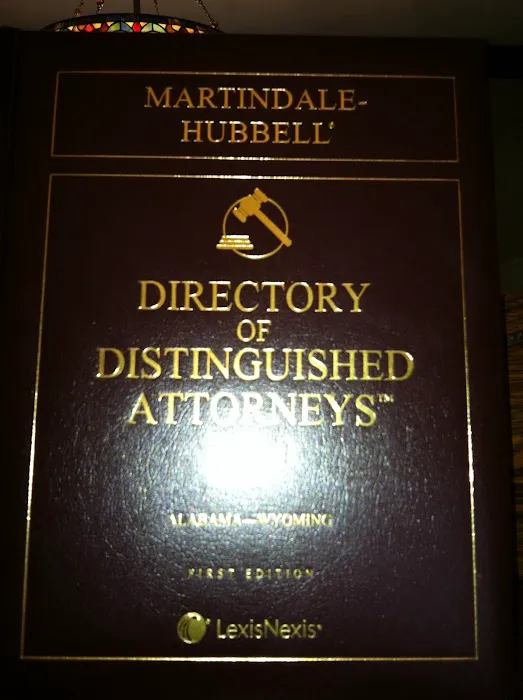 MARTINDALE-
HUBBELL®
DIRECTORY
OF
DISTINGUISHED
ATTORNEYS™
ALABAMA—WYOMING
FIRST EDITION
LexisNexis®